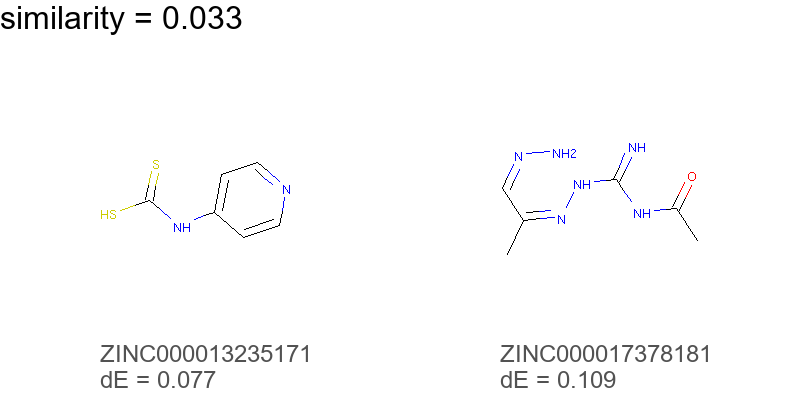 similarity = 0.033
S
HS
NH
N
N
NH2
NH
NH
N
NH
O
ZINC000013235171
dE = 0.077
ZINC000017378181
dE = 0.109